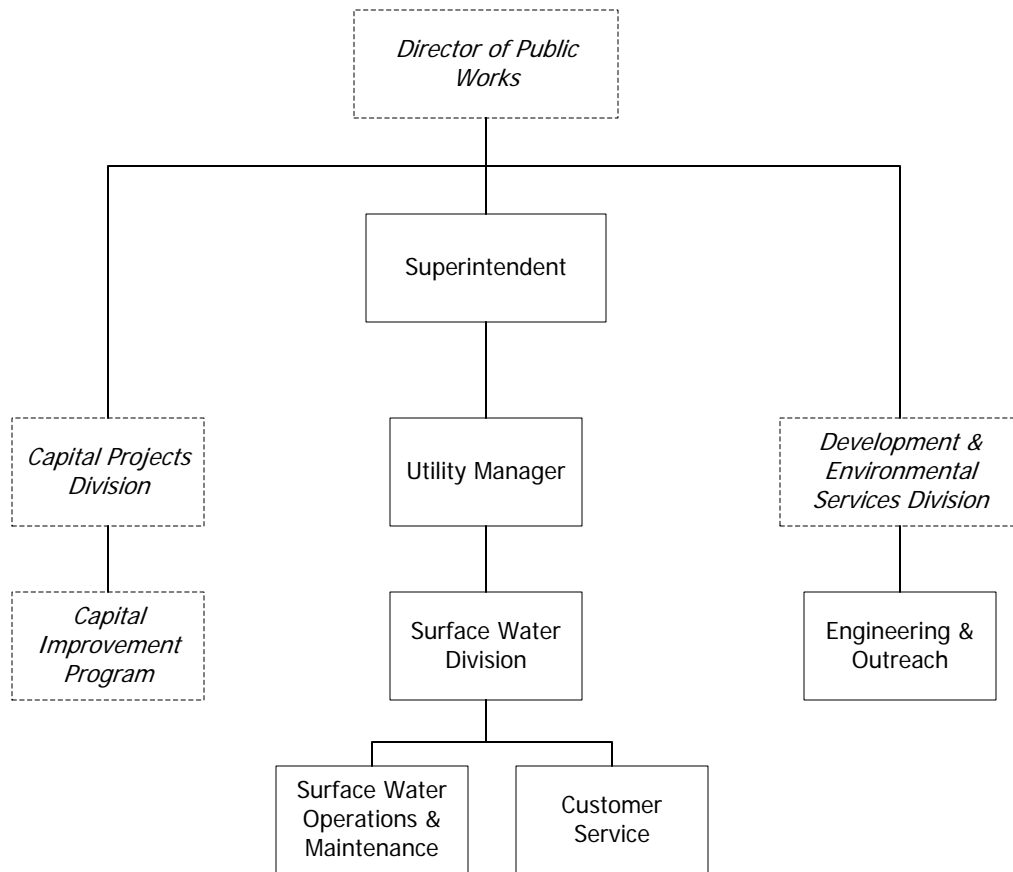 Director of Public
Works
Superintendent
Capital Projects
Division
Utility Manager
Development &
Environmental
Services Division
Capital
Improvement
Program
Surface Water
Division
Engineering &
Outreach
Surface Water
Operations &
Maintenance
Customer
Service